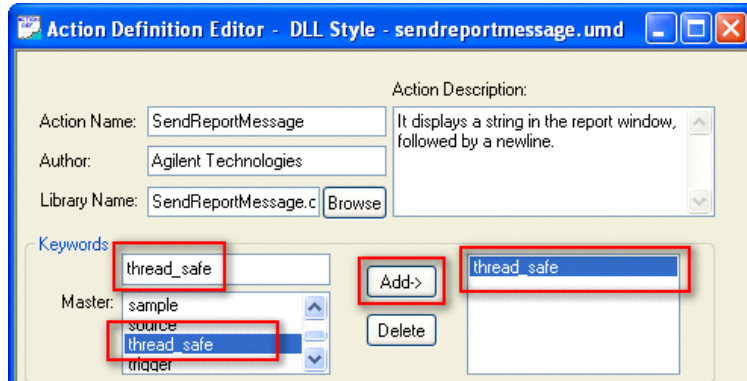 Action Definition Editor - DLL Style - sendreportmessage.umd
Action Description:
Action Name: SendReportMessage
It displays a string in the report window,
followed by a newline.
Author: Agilent Technologies
Library Name: SendReportMessage.c Browse
Keywords
thread_safe
Add->
thread_safe
Master: sample
source
thread_safe
trigger
Delete